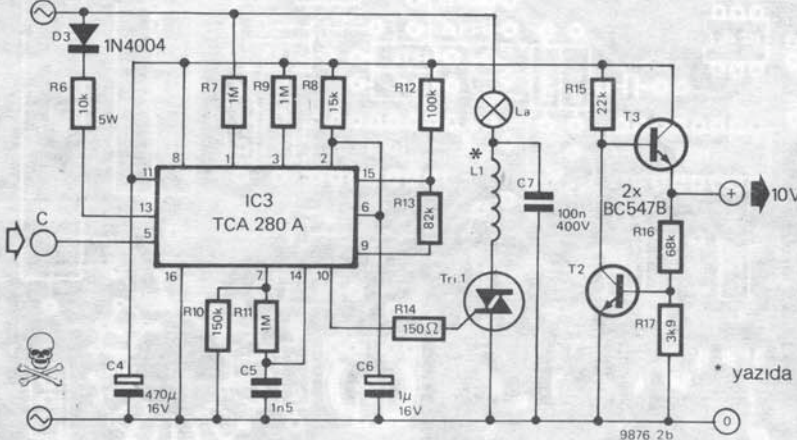 D3
1N4004
R6
10k
5W
R7
1M
R9
1M
R8
15k
R12
100k
R15
22k
La
T3
*
L1
C7
100n
400V
2x
BC547B
+
10V
11
8
1
3
2
15
6
13
5
9
16
7
14
10
IC3
TCA 280 A
C
R13
82k
R16
68k
T2
R17
3k9
Tri.1
R14
150Ω
R10
150k
R11
1M
C4
470μ
16V
C5
1n5
C6
1μ
16V
* yazıda
0
9876 2b